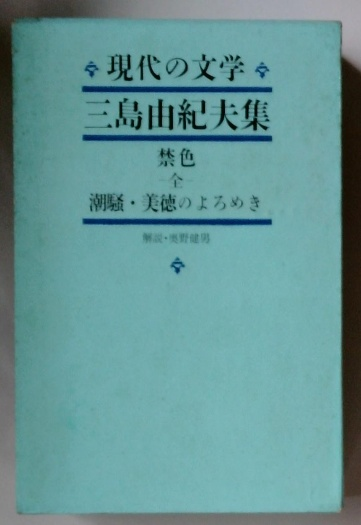 現代の文学
三島由紀夫集
禁色
―全―
潮騒・美徳のよろめき
解説・奥野健男